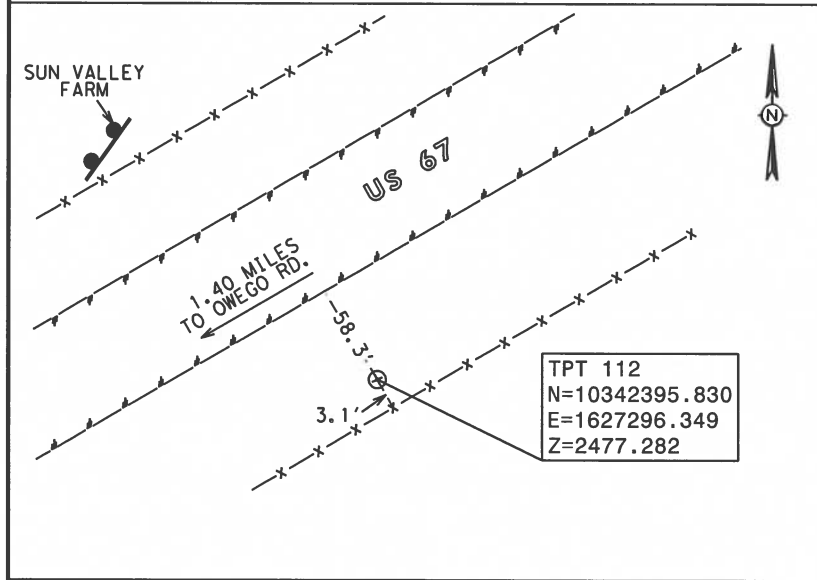 SUN VALLEY
FARM
N
US 67
1.40 MILES
TO OWEGO RD.
58.3'
3.1'
TPT 112
N=10342395.830
E=1627296.349
Z=2477.282